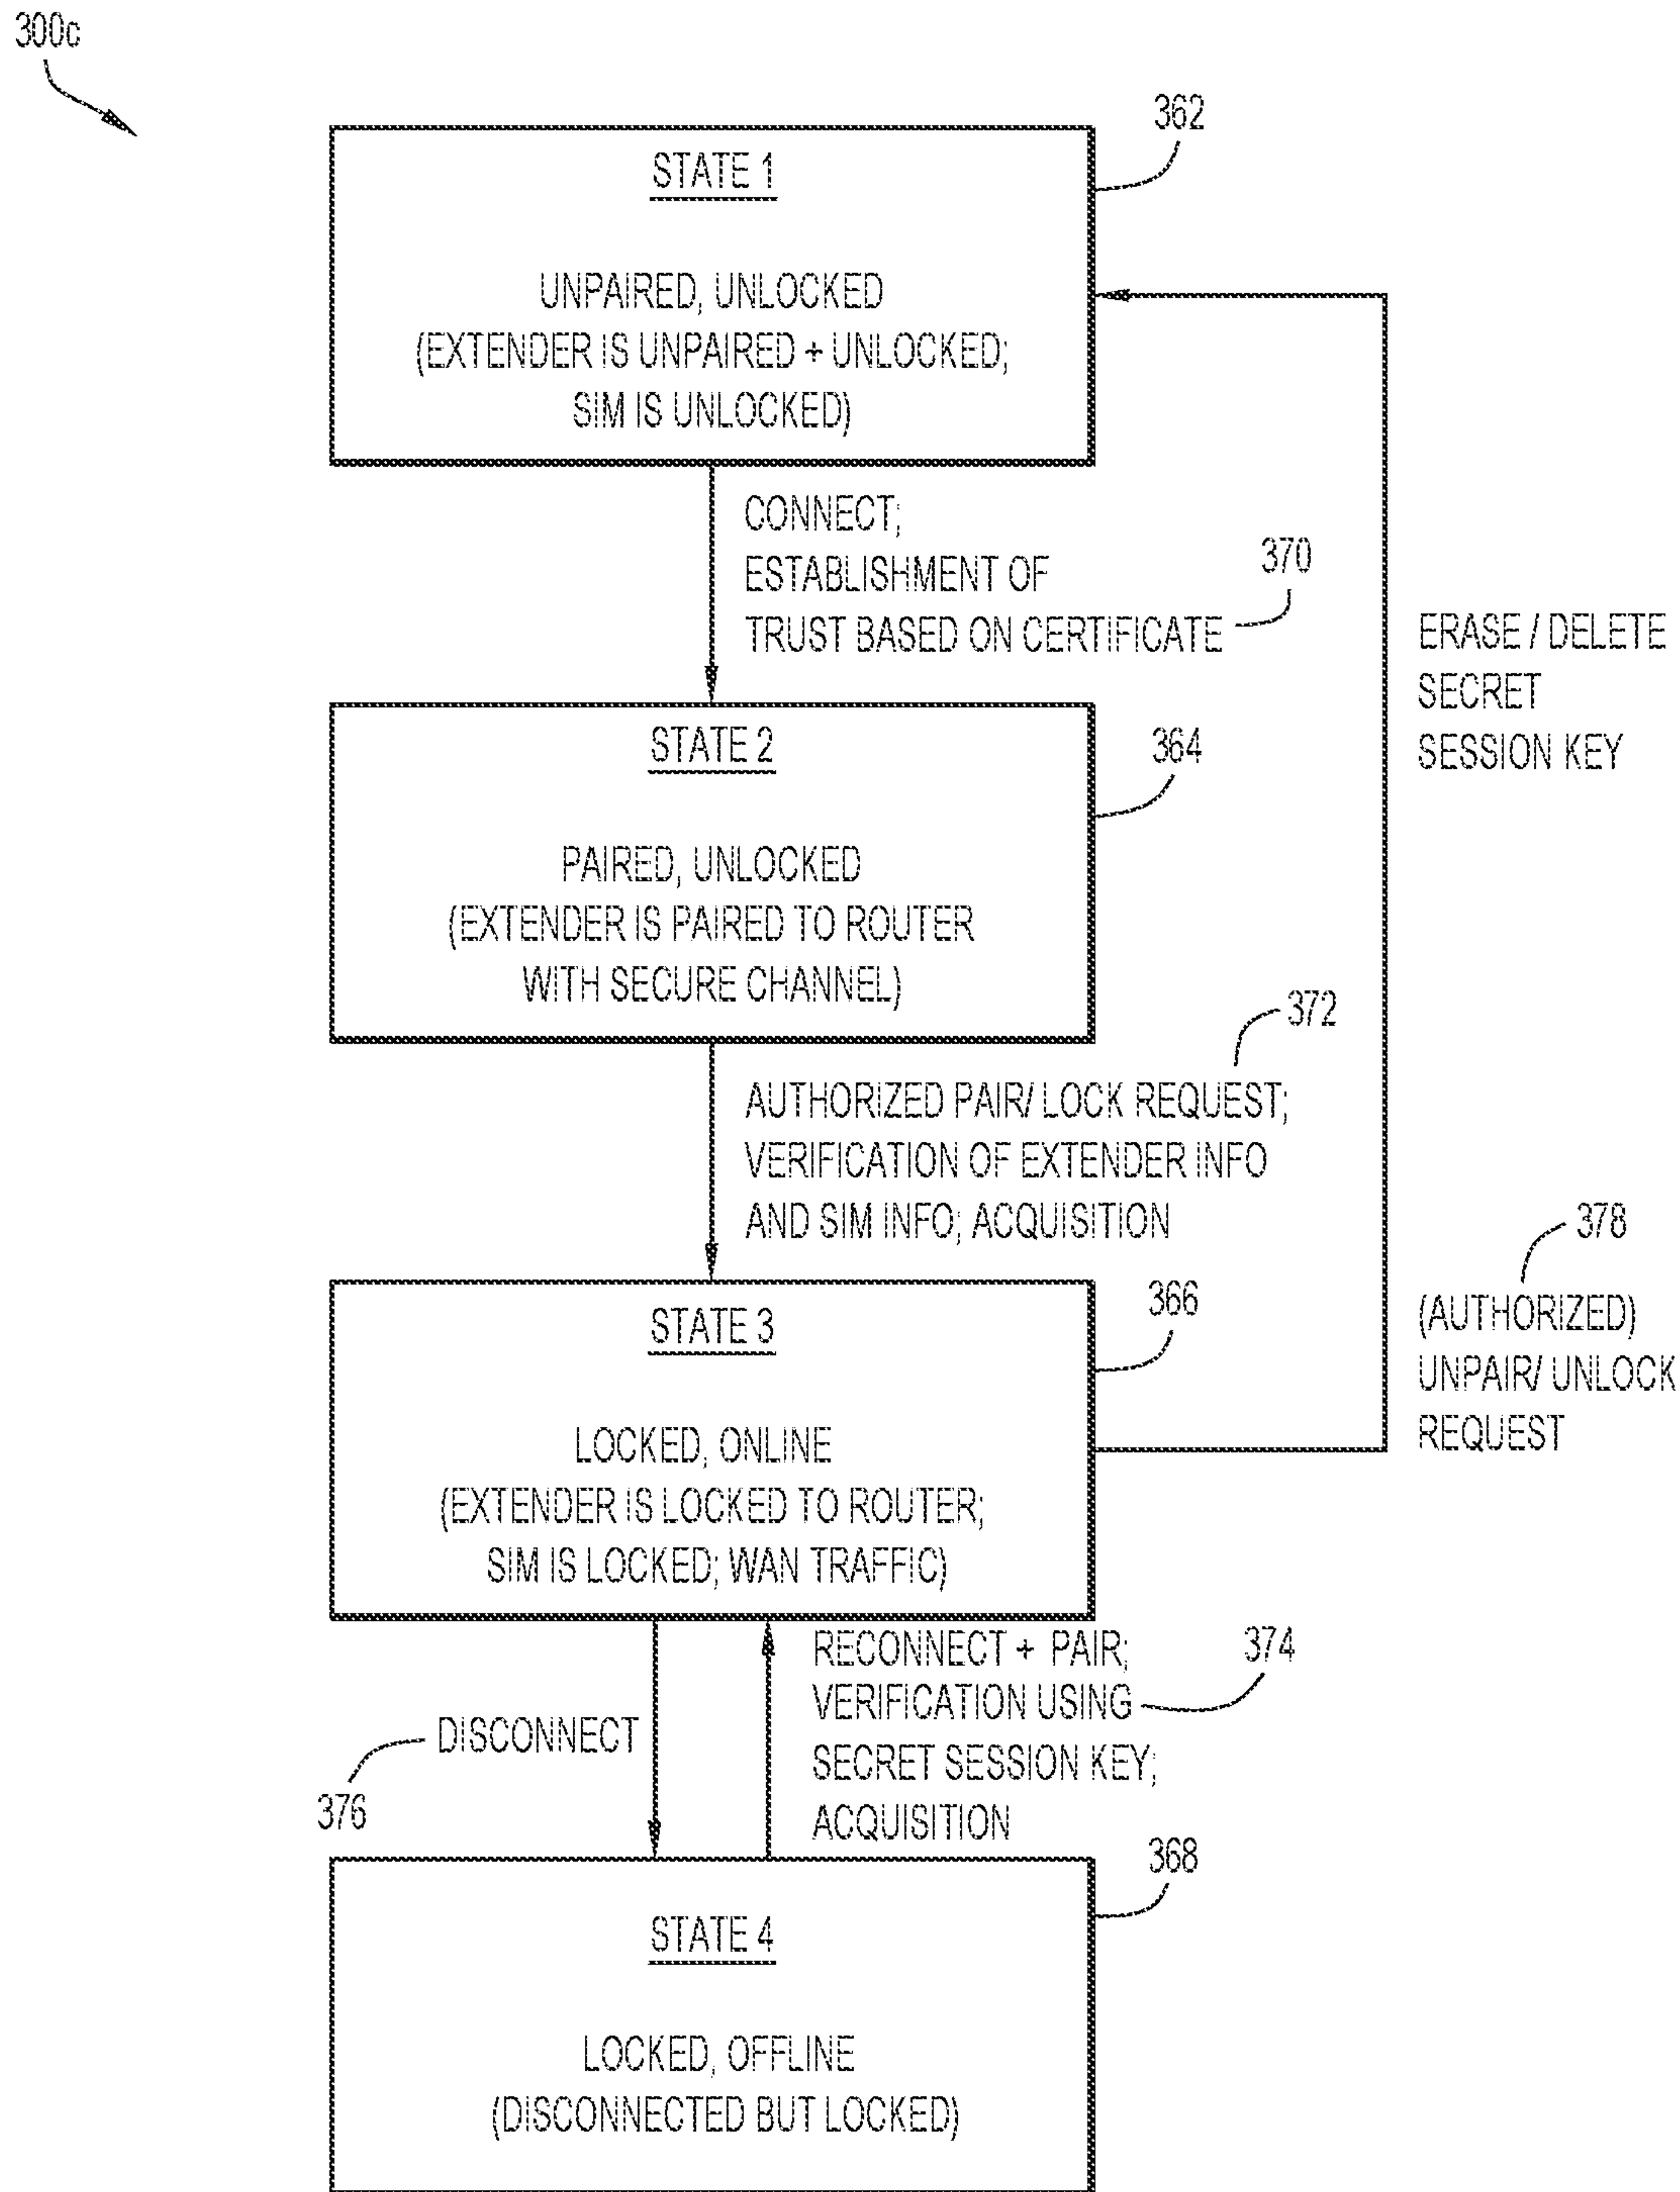 300c
362
STATE 1
UNPAIRED, UNLOCKED
(EXTENDER IS UNPAIRED + UNLOCKED;
SIM IS UNLOCKED)
CONNECT;
ESTABLISHMENT OF
TRUST BASED ON CERTIFICATE
370
ERASE / DELETE
SECRET
SESSION KEY
STATE 2
364
PAIRED, UNLOCKED
(EXTENDER IS PAIRED TO ROUTER
WITH SECURE CHANNEL)
372
AUTHORIZED PAIR/ LOCK REQUEST;
VERIFICATION OF EXTENDER INFO
AND SIM INFO; ACQUISITION
378
(AUTHORIZED)
UNPAIR/ UNLOCK
REQUEST
STATE 3
366
LOCKED, ONLINE
(EXTENDER IS LOCKED TO ROUTER;
SIM IS LOCKED; WAN TRAFFIC)
RECONNECT + PAIR;
VERIFICATION USING
SECRET SESSION KEY;
ACQUISITION
374
DISCONNECT
376
368
STATE 4
LOCKED, OFFLINE
(DISCONNECTED BUT LOCKED)